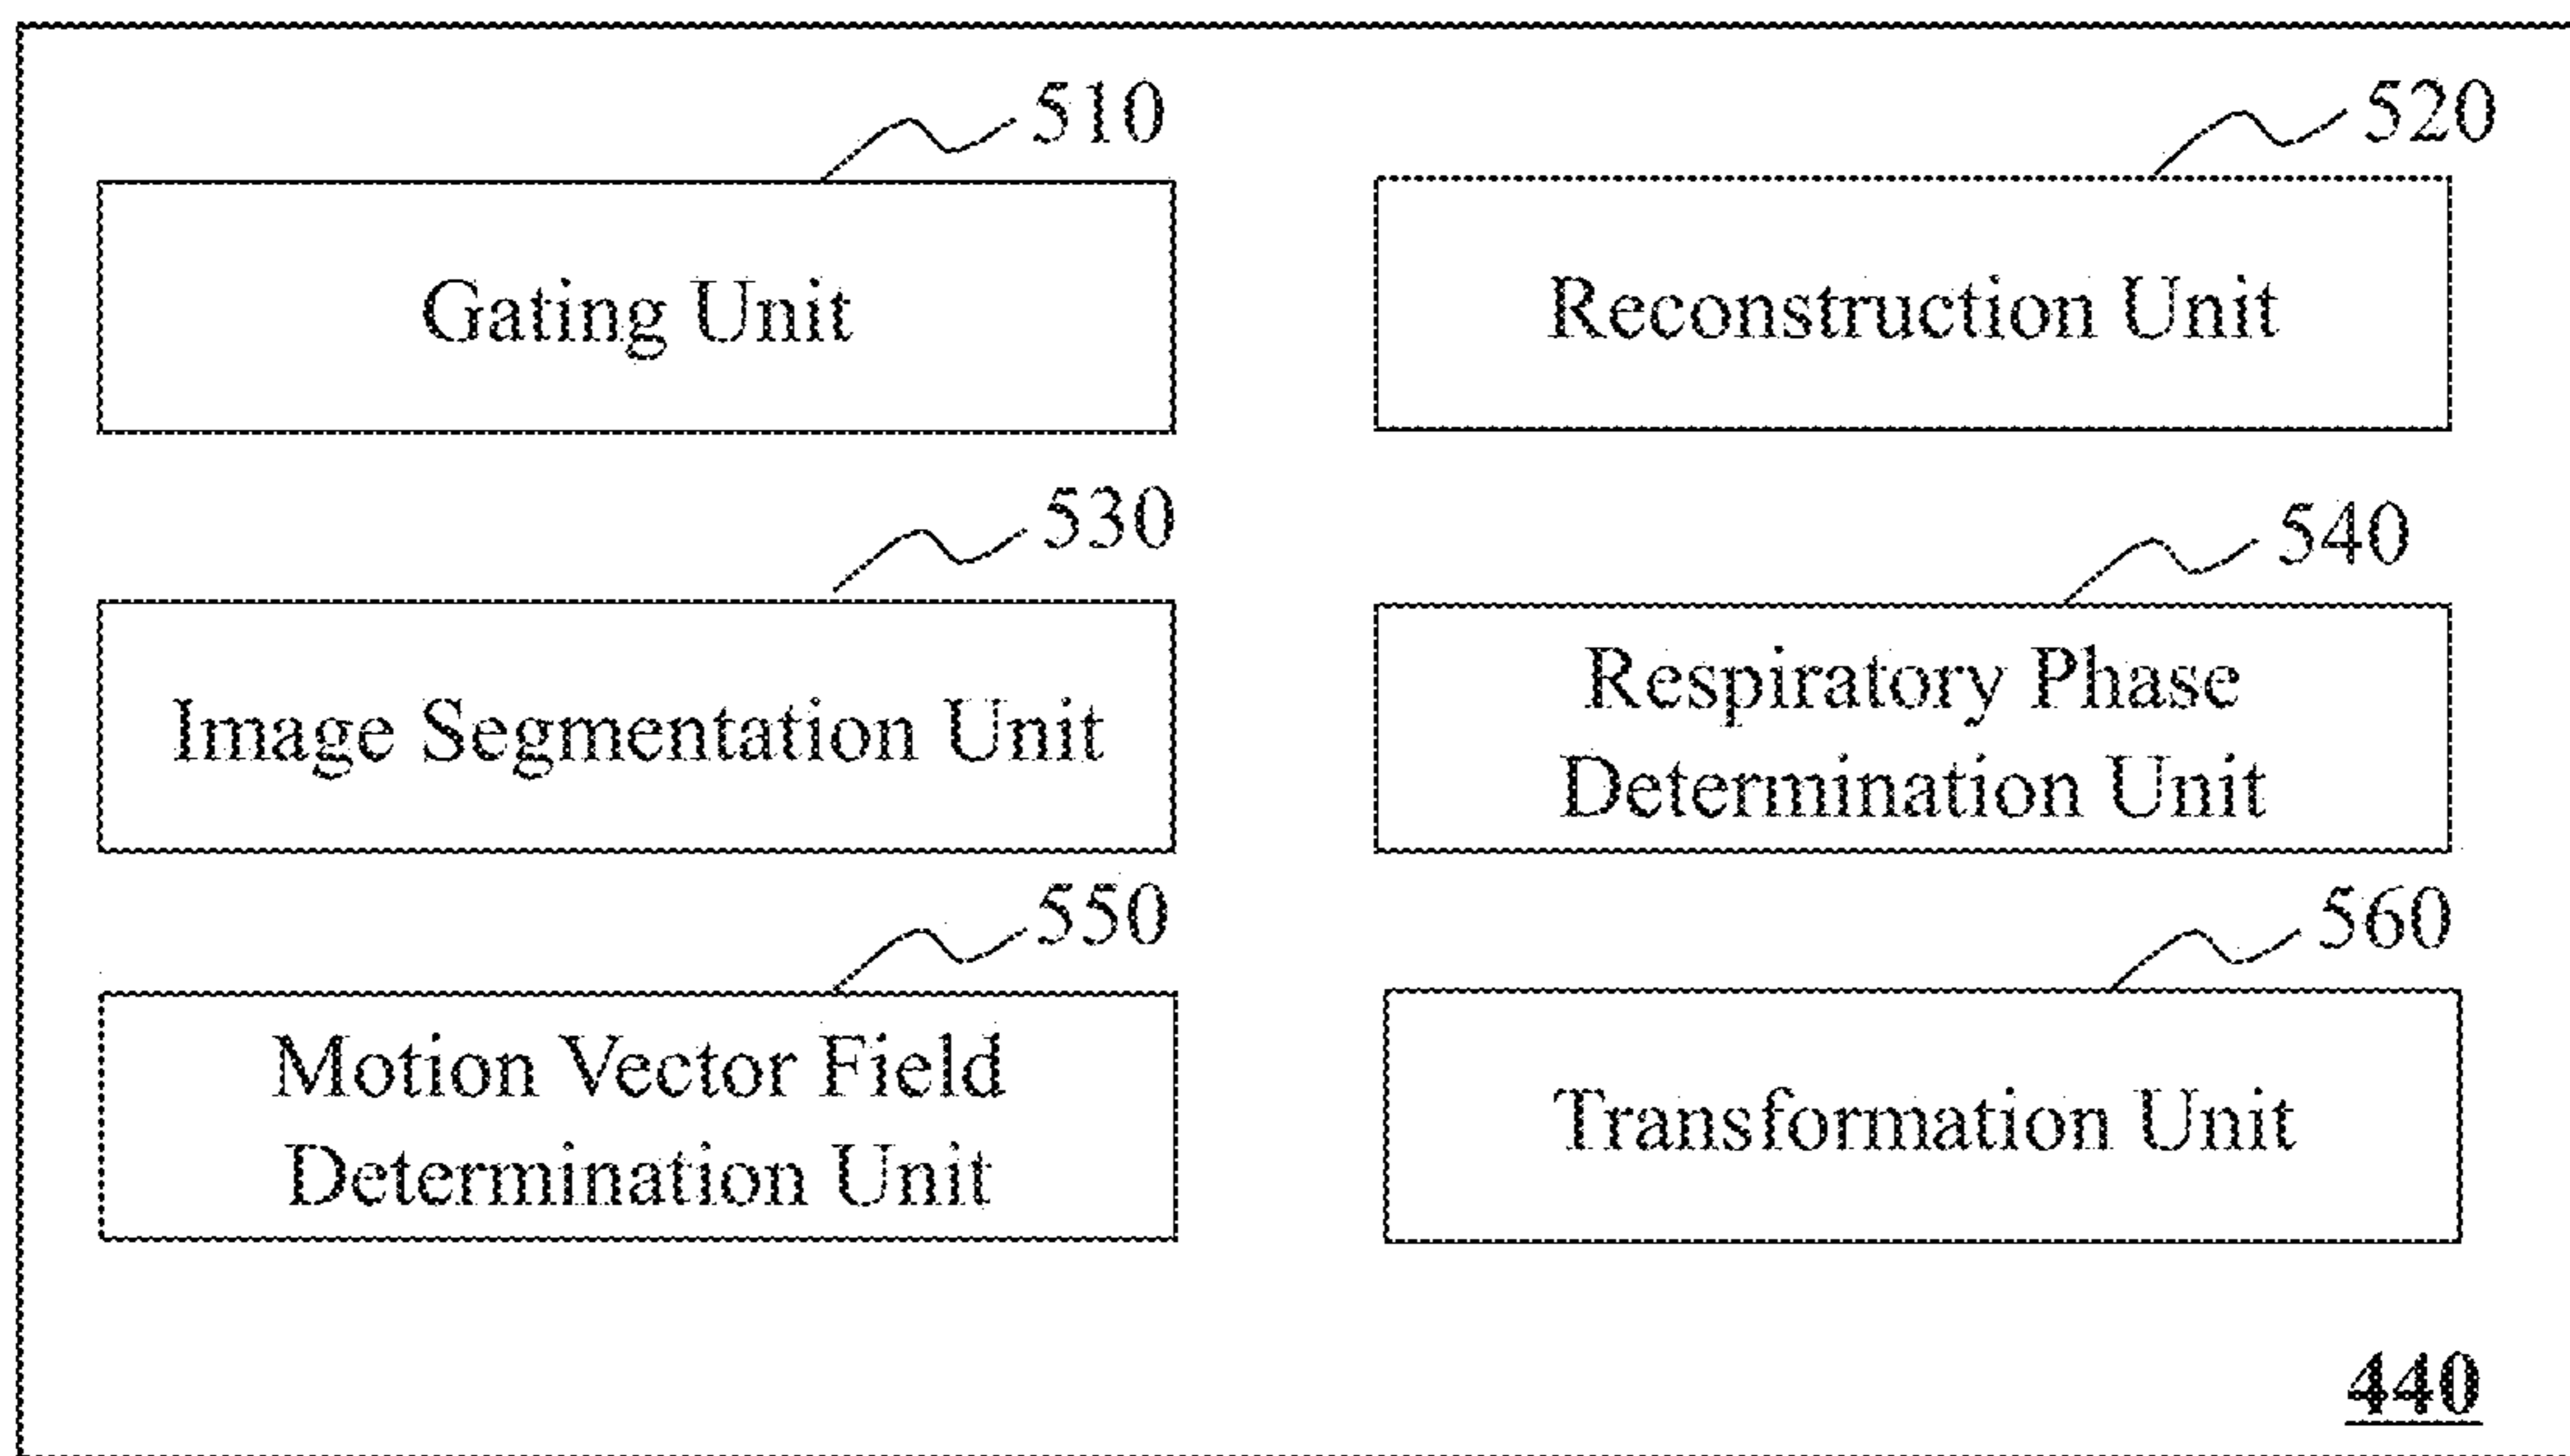 510
Gating Unit
520
Reconstruction Unit
530
Image Segmentation Unit
540
Respiratory Phase
Determination Unit
550
Motion Vector Field
Determination Unit
560
Transformation Unit
440